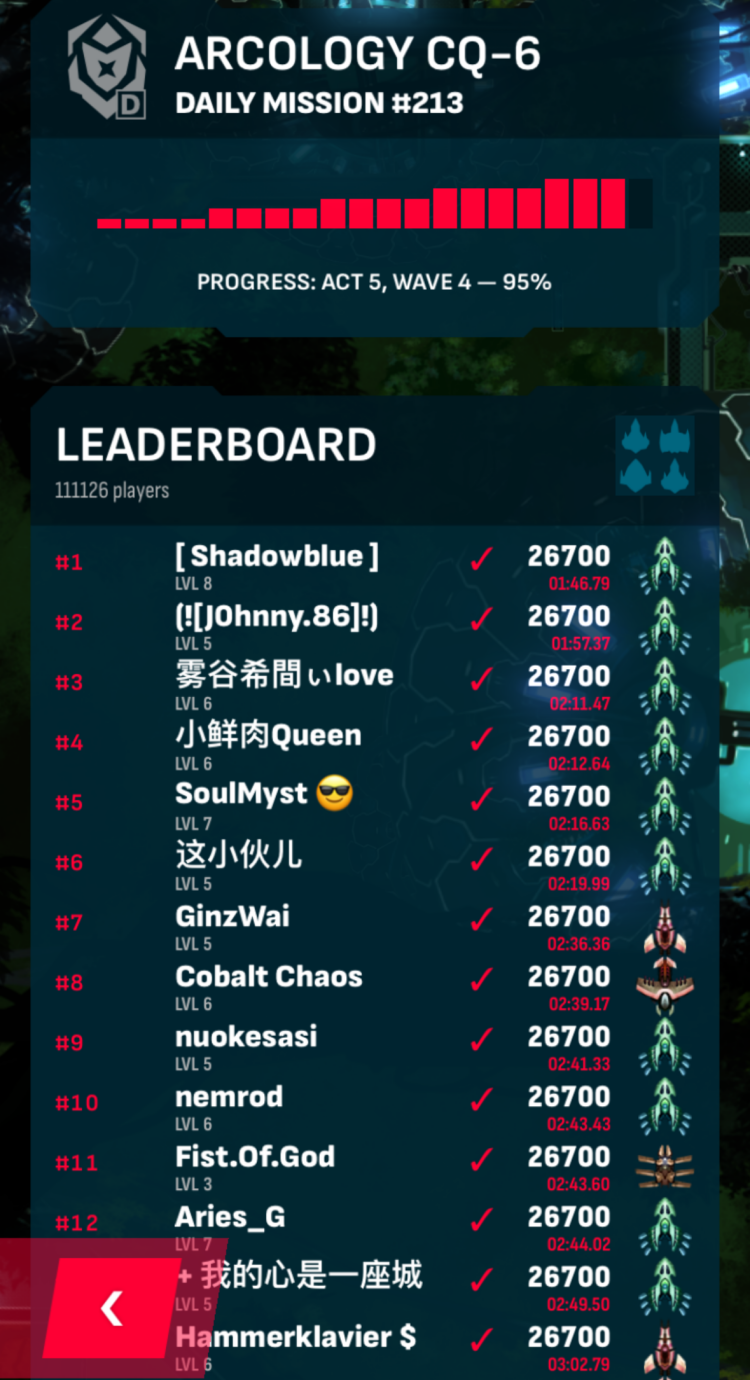 ARCOLOGY CQ-6
D
DAILY MISSION #213
PROGRESS: ACT 5, WAVE 4 — 95%
LEADERBOARD
111126 players
#1 [ Shadowblue ] ✓ 26700
LVL 8 01:46.79
#2 (![J0hnny.86]!) ✓ 26700
LVL 5 01:57.37
#3 雾谷希間ぃlove ✓ 26700
LVL 6 02:11.47
#4 小鲜肉Queen ✓ 26700
LVL 6 02:12.64
#5 SoulMyst 😎 ✓ 26700
LVL 7 02:16.63
#6 这小伙儿 ✓ 26700
LVL 5 02:19.99
#7 GinzWai ✓ 26700
LVL 5 02:36.36
#8 Cobalt Chaos ✓ 26700
LVL 6 02:39.17
#9 nuokesasi ✓ 26700
LVL 5 02:41.33
#10 nemrod ✓ 26700
LVL 6 02:43.43
#11 Fist.Of.God ✓ 26700
LVL 3 02:43.60
#12 Aries_G ✓ 26700
LVL 7 02:44.02
+ 我的心是一座城 ✓ 26700
LVL 5 02:49.50
Hammerklavier $ ✓ 26700
LVL 6 03:02.79